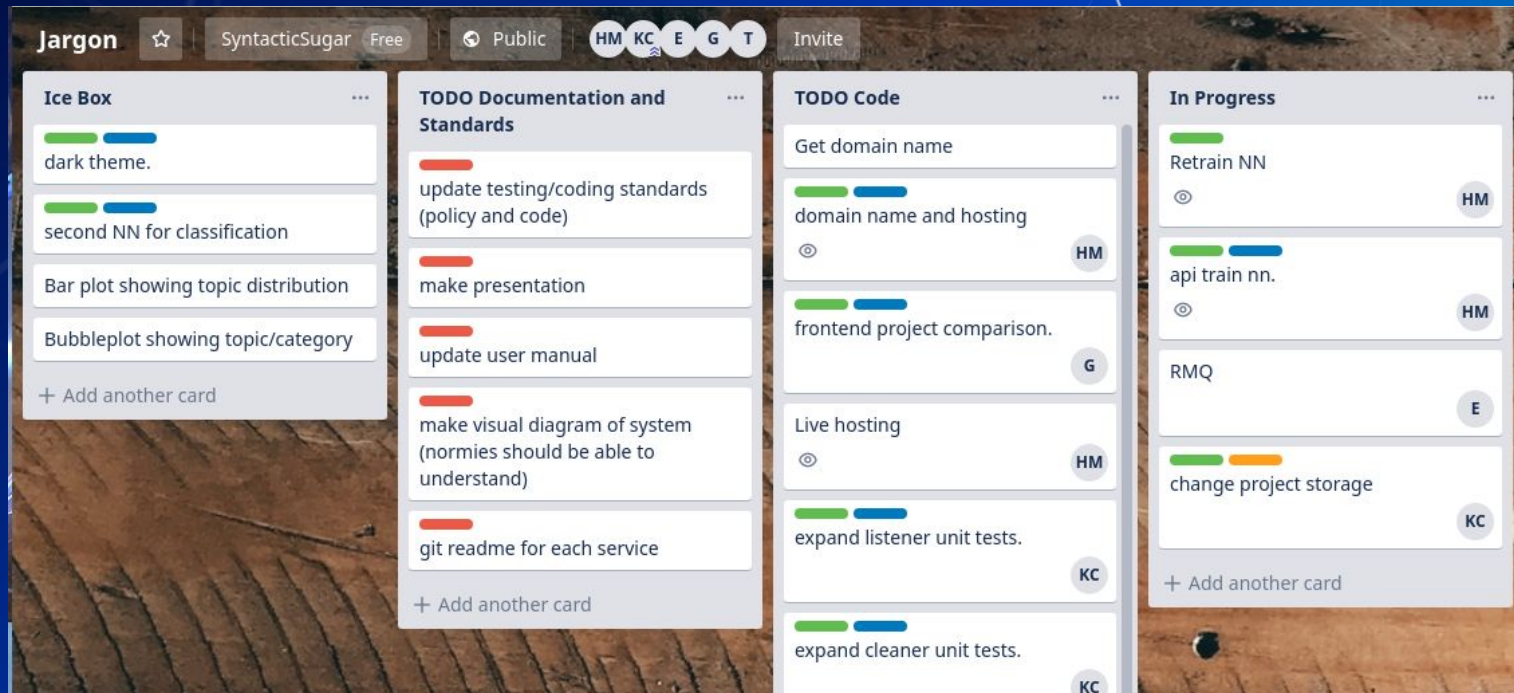 Jargon
SyntacticSugar Free
Public
HM KC E G T
Invite
Ice Box
dark theme.
second NN for classification
Bar plot showing topic distribution
Bubbleplot showing topic/category
+ Add another card
TODO Documentation and
Standards
update testing/coding standards
(policy and code)
make presentation
update user manual
make visual diagram of system
(normies should be able to
understand)
git readme for each service
+ Add another card
TODO Code
Get domain name
domain name and hosting
HM
frontend project comparison.
G
Live hosting
HM
expand listener unit tests.
KC
expand cleaner unit tests.
KC
In Progress
Retrain NN
HM
api train nn.
HM
RMQ
E
change project storage
KC
+ Add another card